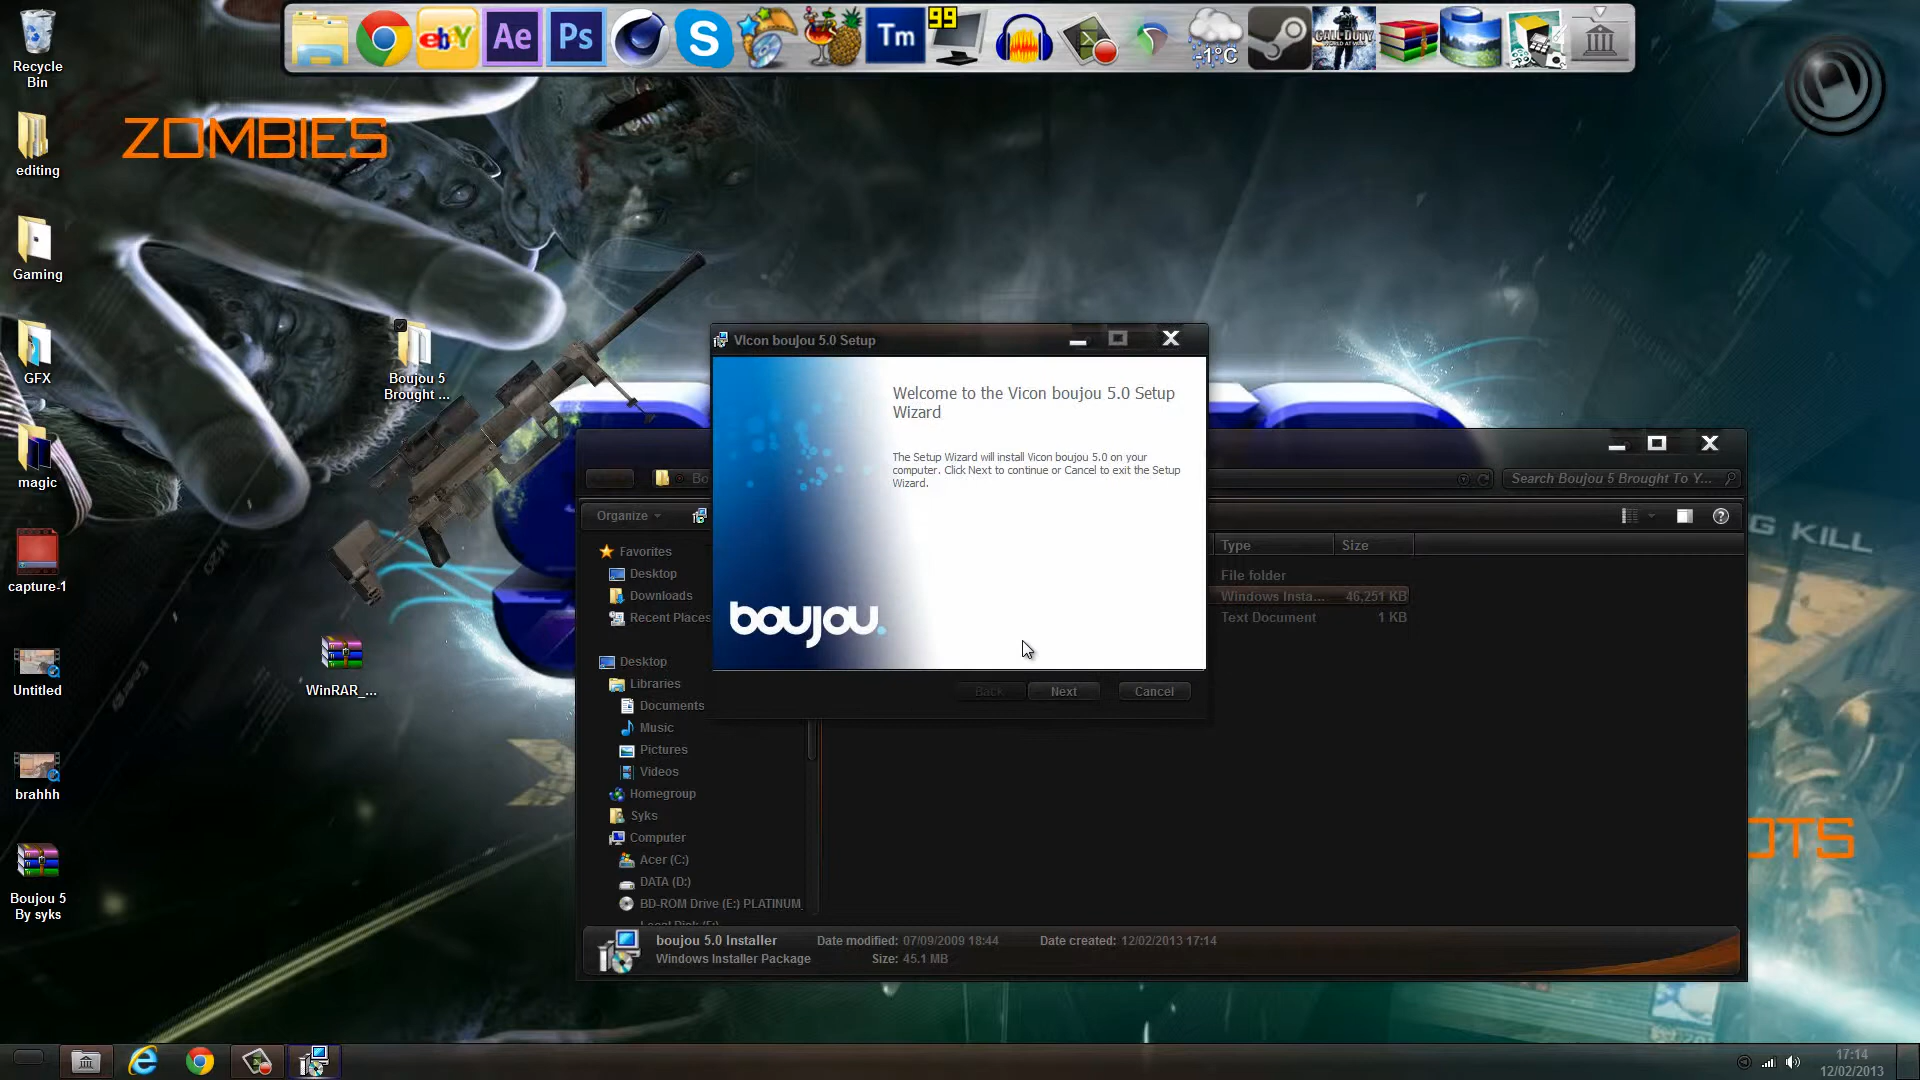 Recycle Bin
editing
Gaming
GFX
magic
capture-1
Untitled
brahhh
Boujou 5 By syks
ebY
Ae
Ps
S
Tm
99
-1°C
CALL DUTY
ZOMBIES
Boujou 5 Brought ...
WinRAR_...
VIcon bouJou 5.0 Setup
Welcome to the Vicon boujou 5.0 Setup
Wizard
The Setup Wizard will install Vicon boujou 5.0 on your
computer. Click Next to continue or Cancel to exit the Setup
Wizard.
boujou
Back
Next
Cancel
Bo
Search Boujou 5 Brought To Y...
Organize
Favorites
Desktop
Downloads
Recent Places
Desktop
Libraries
Documents
Music
Pictures
Videos
Homegroup
Syks
Computer
Acer (C:)
DATA (D:)
BD-ROM Drive (E:) PLATINUM
Type
Size
File folder
Windows Insta...
46,251 KB
Text Document
1 KB
boujou 5.0 Installer
Date modified: 07/09/2009 18:44
Date created: 12/02/2013 17:14
Windows Installer Package
Size: 45.1 MB
G KILL
OTS
17:14
12/02/2013